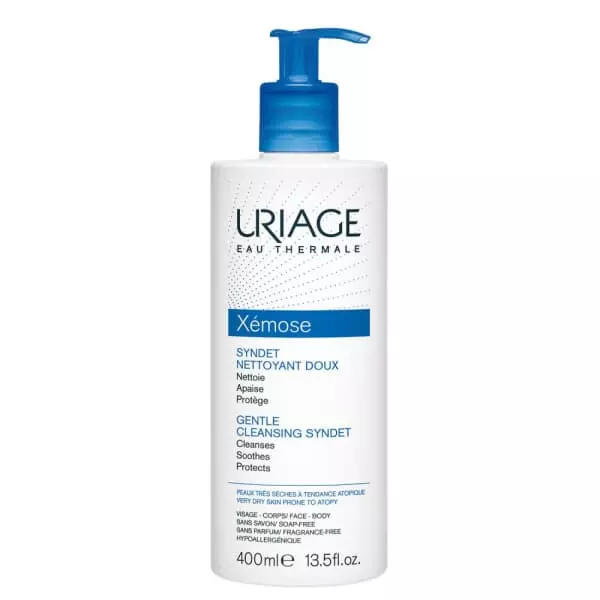 URIAGE
EAU THERMALE
Xémose
SYNDET
NETTOYANT DOUX
Nettoie
Apaise
Protège
GENTLE
CLEANSING SYNDET
Cleanses
Soothes
Protects
PEAUX TRÈS SÈCHES À TENDANCE ATOPIQUE
VERY DRY SKIN PRONE TO ATOPY
VISAGE - CORPS/ FACE - BODY
SANS SAVON/ SOAP-FREE
SANS PARFUM/ FRAGRANCE-FREE
HYPOALLERGÉNIQUE
400ml℮ 13.5fl.oz.